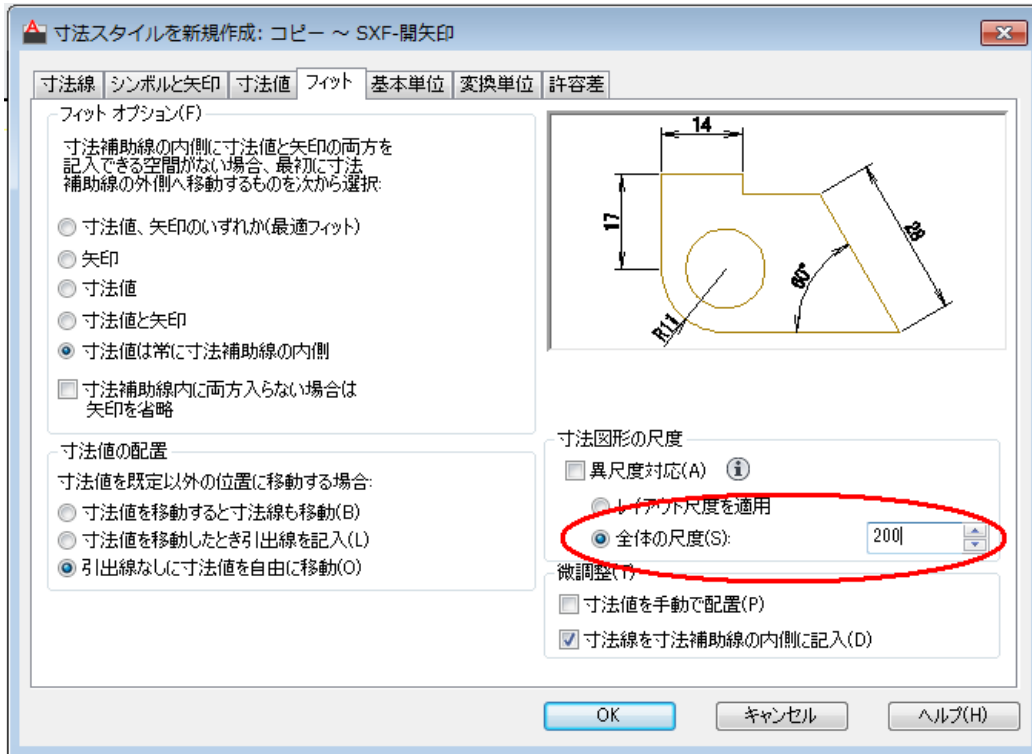 寸法スタイルを新規作成: コピー ~ SXF-開矢印
寸法線 シンボルと矢印 寸法値 フィット 基本単位 変換単位 許容差
フィット オプション(F)
寸法補助線の内側に寸法値と矢印の両方を
記入できる空間がない場合、最初に寸法
補助線の外側へ移動するものを次から選択:
寸法値、矢印のいずれか(最適フィット)
矢印
寸法値
寸法値と矢印
寸法値は常に寸法補助線の内側
寸法補助線内に両方入らない場合は
矢印を省略
寸法値の配置
寸法値を既定以外の位置に移動する場合:
寸法値を移動すると寸法線も移動(B)
寸法値を移動したとき引出線を記入(L)
引出線なしに寸法値を自由に移動(O)
14
17
28
60°
R11
寸法図形の尺度
異尺度対応(A)
レイアウト尺度を適用
全体の尺度(S): 200
微調整(T)
寸法値を手動で配置(P)
寸法線を寸法補助線の内側に記入(D)
OK キャンセル ヘルプ(H)